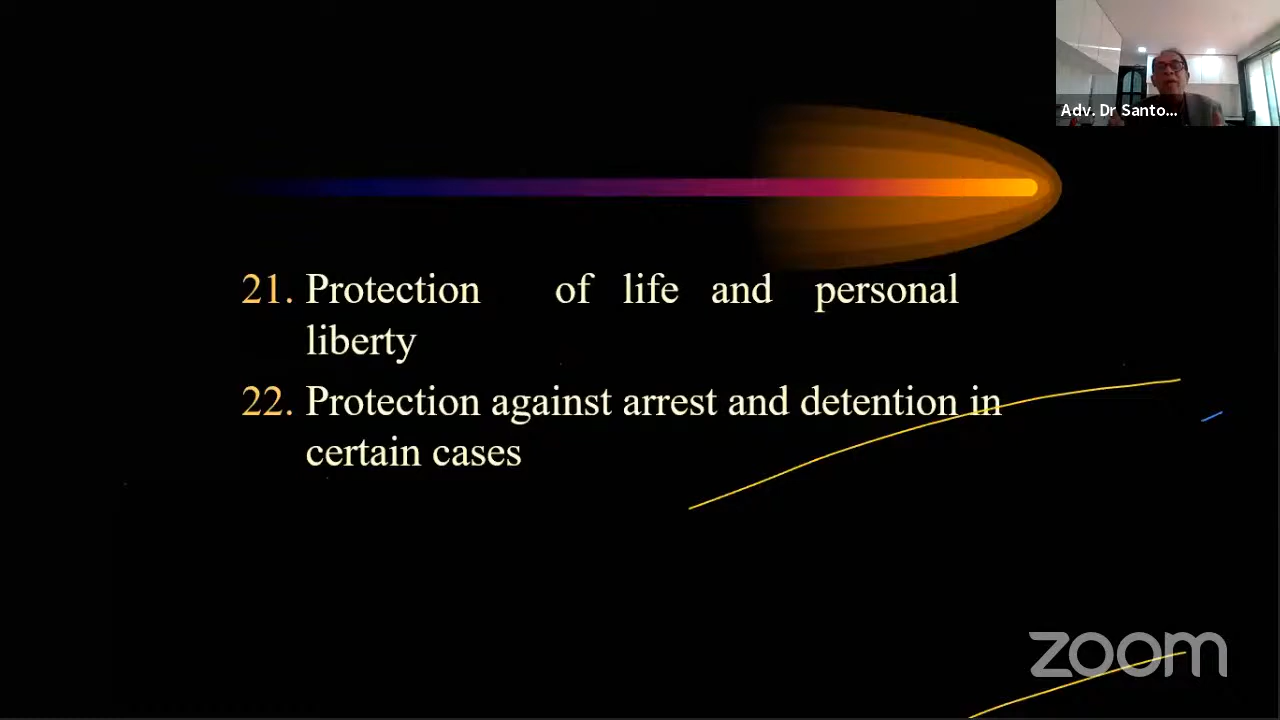 Adv. Dr Santo...
21. Protection of life and personal
liberty
22. Protection against arrest and detention in
certain cases
zoom